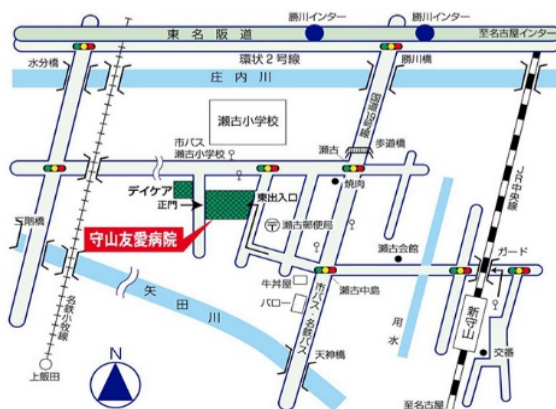 勝川インター
勝川インター
東名阪道
至名古屋インター
水分橋
環状2号線
勝川橋
庄内川
瀬古小学校
国道19号線
市バス
瀬古小学校
瀬古
歩道橋
JR中央線
デイケア
焼肉
正門
東出入口
三階橋
瀬古郵便局
守山友愛病院
瀬古会館
ガード
牛丼屋
瀬古中島
バロー
矢田川
市バス・名鉄バス
用水
新守山
名鉄小牧線
天神橋
交番
N
上飯田
至名古屋